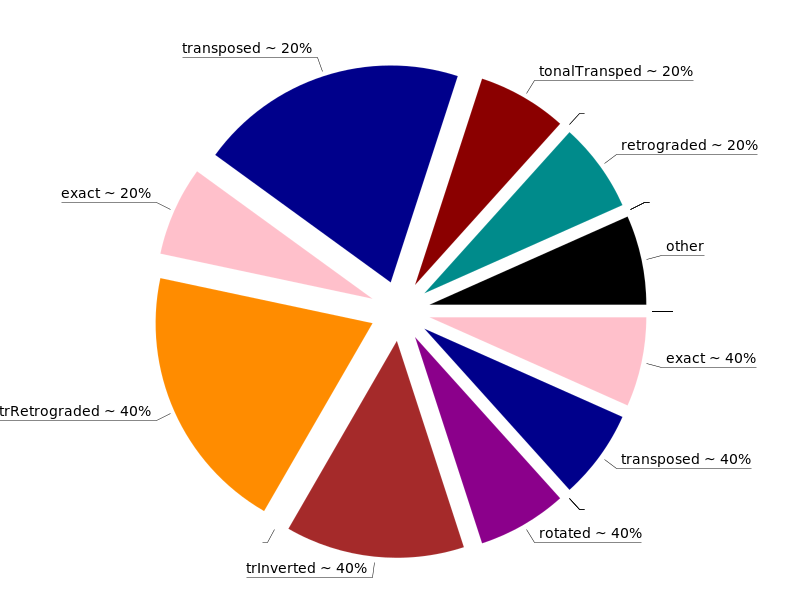 transposed ~ 20%
tonalTransped ~ 20%
retrograded ~ 20%
exact ~ 20%
other
exact ~ 40%
trRetrograded ~ 40%
transposed ~ 40%
rotated ~ 40%
trInverted ~ 40%